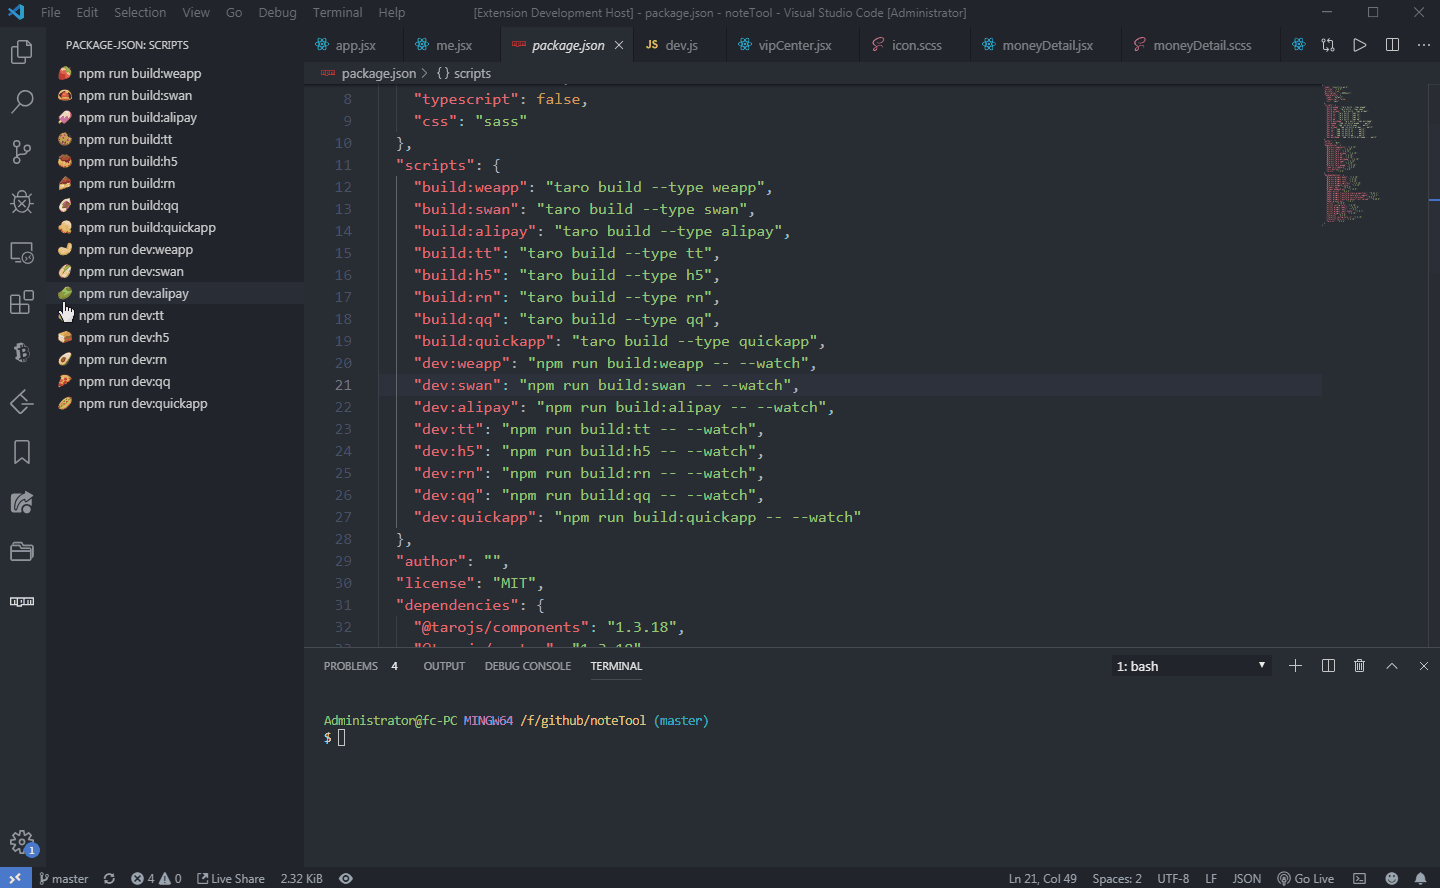 File Edit Selection View Go Debug Terminal Help
[Extension Development Host] - package.json - noteTool - Visual Studio Code [Administrator]
PACKAGE-JSON: SCRIPTS
npm run build:weapp
npm run build:swan
npm run build:alipay
npm run build:tt
npm run build:h5
npm run build:rn
npm run build:qq
npm run build:quickapp
npm run dev:weapp
npm run dev:swan
npm run dev:alipay
npm run dev:tt
npm run dev:h5
npm run dev:rn
npm run dev:qq
npm run dev:quickapp
app.jsx me.jsx package.json JS dev.js vipCenter.jsx icon.scss moneyDetail.jsx moneyDetail.scss
package.json > {} scripts
8 "typescript": false,
9 "css": "sass"
10 },
11 "scripts": {
12 "build:weapp": "taro build --type weapp",
13 "build:swan": "taro build --type swan",
14 "build:alipay": "taro build --type alipay",
15 "build:tt": "taro build --type tt",
16 "build:h5": "taro build --type h5",
17 "build:rn": "taro build --type rn",
18 "build:qq": "taro build --type qq",
19 "build:quickapp": "taro build --type quickapp",
20 "dev:weapp": "npm run build:weapp -- --watch",
21 "dev:swan": "npm run build:swan -- --watch",
22 "dev:alipay": "npm run build:alipay -- --watch",
23 "dev:tt": "npm run build:tt -- --watch",
24 "dev:h5": "npm run build:h5 -- --watch",
25 "dev:rn": "npm run build:rn -- --watch",
26 "dev:qq": "npm run build:qq -- --watch",
27 "dev:quickapp": "npm run build:quickapp -- --watch"
28 },
29 "author": "",
30 "license": "MIT",
31 "dependencies": {
32 "@tarojs/components": "1.3.18",
PROBLEMS 4 OUTPUT DEBUG CONSOLE TERMINAL
1: bash
Administrator@fc-PC MINGW64 /f/github/noteTool (master)
$
npm
1
master 4 0 Live Share 2.32 KiB
Ln 21, Col 49 Spaces: 2 UTF-8 LF JSON Go Live